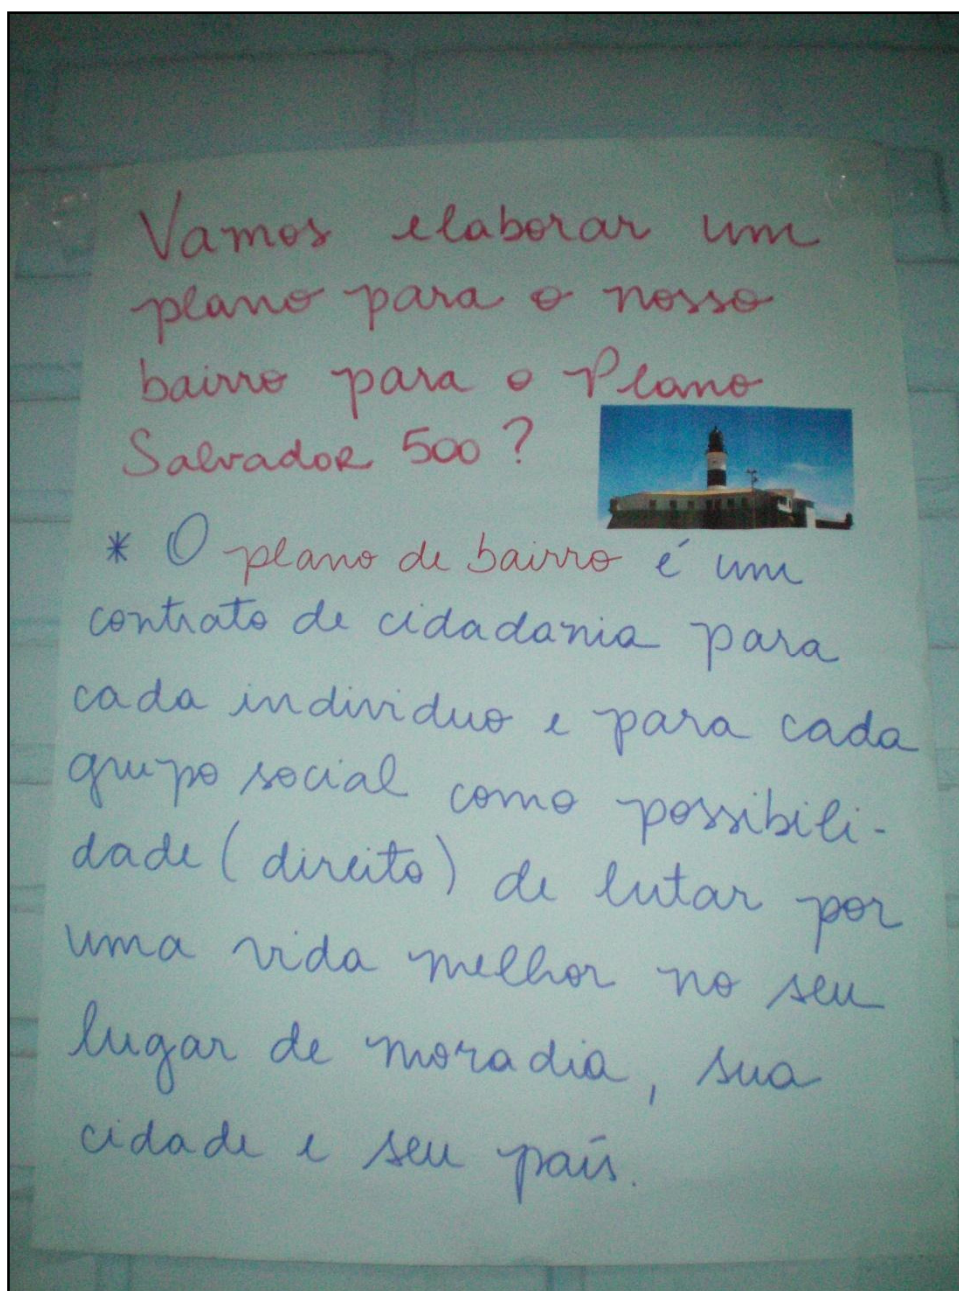 Vamos elaborar um
plano para o nosso
bairro para o Plano
Salvador 500?
* O plano de bairro é um
contrato de cidadania para
cada individuo e para cada
grupo social como possibili-
dade (direito) de lutar por
uma vida melhor no seu
lugar de moradia, sua
cidade e seu país.